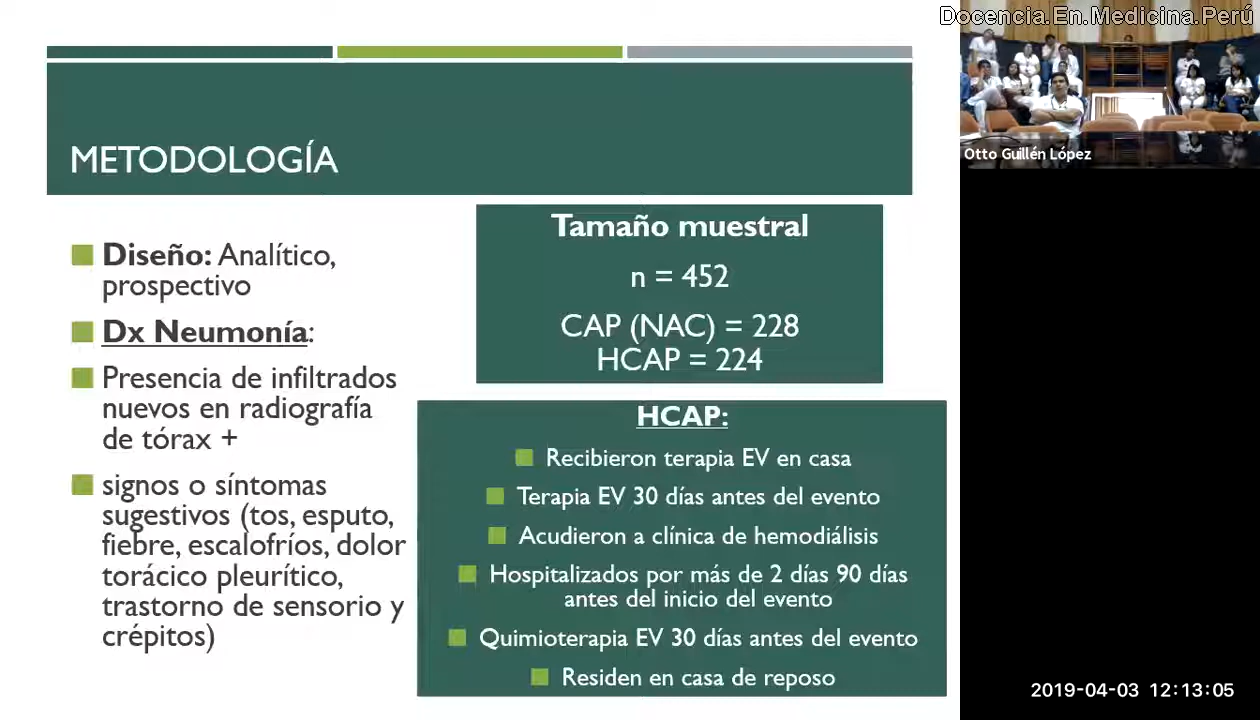 Docencia.En.Medicina.Perú
METODOLOGÍA
Diseño: Analítico,
prospectivo
Dx Neumonía:
Presencia de infiltrados
nuevos en radiografía
de tórax +
signos o síntomas
sugestivos (tos, esputo,
fiebre, escalofríos, dolor
torácico pleurítico,
trastorno de sensorio y
crépitos)
Tamaño muestral
n = 452
CAP (NAC) = 228
HCAP = 224
HCAP:
Recibieron terapia EV en casa
Terapia EV 30 días antes del evento
Acudieron a clínica de hemodiálisis
Hospitalizados por más de 2 días 90 días
antes del inicio del evento
Quimioterapia EV 30 días antes del evento
Residen en casa de reposo
Otto Guillén López
2019-04-03 12:13:05